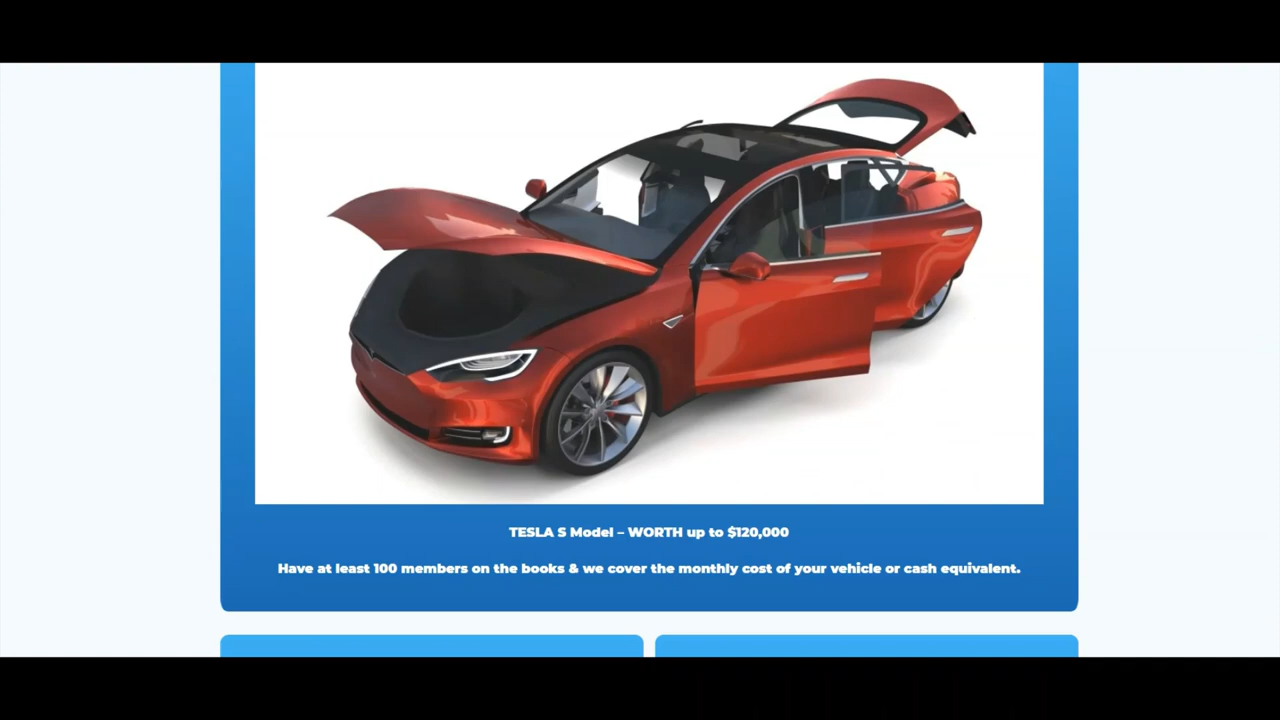 TESLA S Model – WORTH up to $120,000
Have at least 100 members on the books & we cover the monthly cost of your vehicle or cash equivalent.